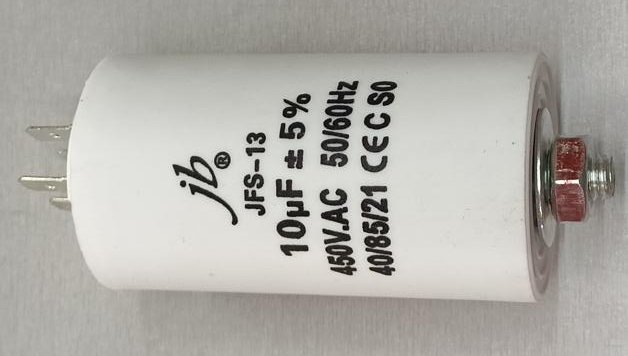 jb®
JFS-13
10µF ± 5%
450V.AC 50/60Hz
40/85/21 CE C S0